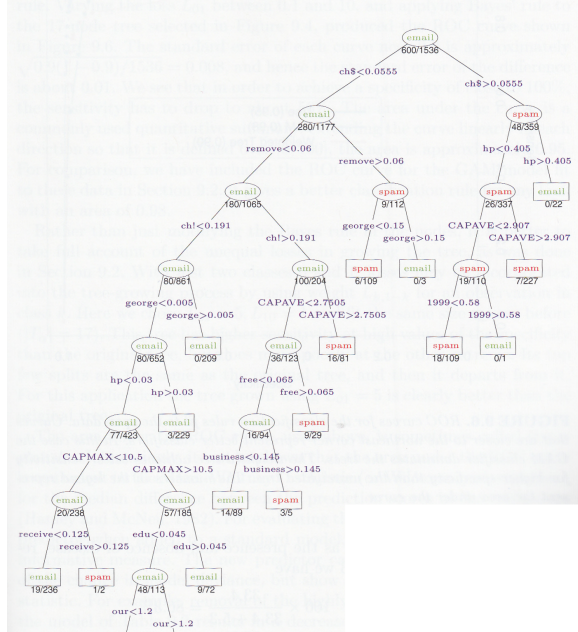 email
600/1536
ch$<0.0555
ch$>0.0555
email
280/1177
spam
48/359
remove<0.06
remove>0.06
hp<0.405
hp>0.405
email
180/1065
spam
9/112
spam
26/337
email
0/22
ch!<0.191
ch!>0.191
george<0.15
george>0.15
CAPAVE<2.907
CAPAVE>2.907
email
80/861
email
100/204
spam
6/109
email
0/3
spam
19/110
spam
7/227
george<0.005
george>0.005
CAPAVE<2.7505
CAPAVE>2.7505
1999<0.58
1999>0.58
email
80/652
email
0/209
email
36/123
spam
16/81
spam
18/109
email
0/1
hp<0.03
hp>0.03
free<0.065
free>0.065
email
77/423
email
3/229
email
16/94
spam
9/29
CAPMAX<10.5
CAPMAX>10.5
business<0.145
business>0.145
email
20/238
email
57/185
email
14/89
spam
3/5
receive<0.125
receive>0.125
edu<0.045
edu>0.045
email
19/236
spam
1/2
email
48/113
email
9/72
our<1.2
our>1.2